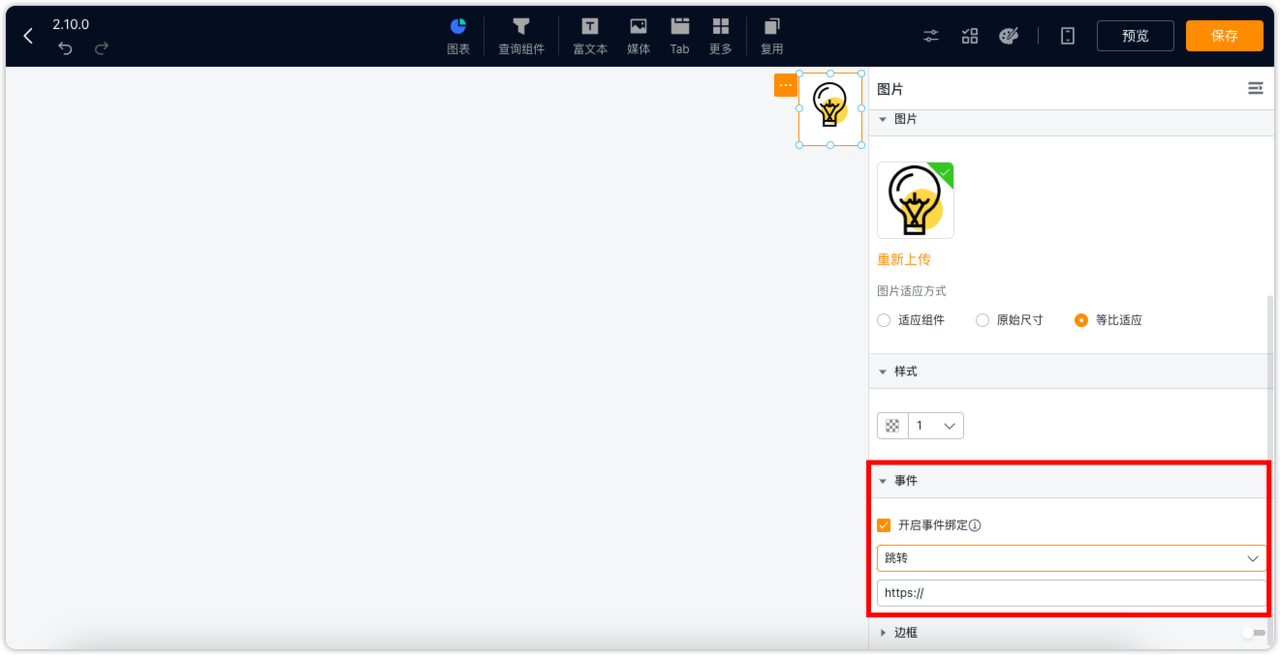 2.10.0
图表
查询组件
富文本
媒体
Tab
更多
复用
预览
保存
图片
图片
重新上传
图片适应方式
适应组件
原始尺寸
等比适应
样式
1
事件
开启事件绑定
跳转
https://
边框